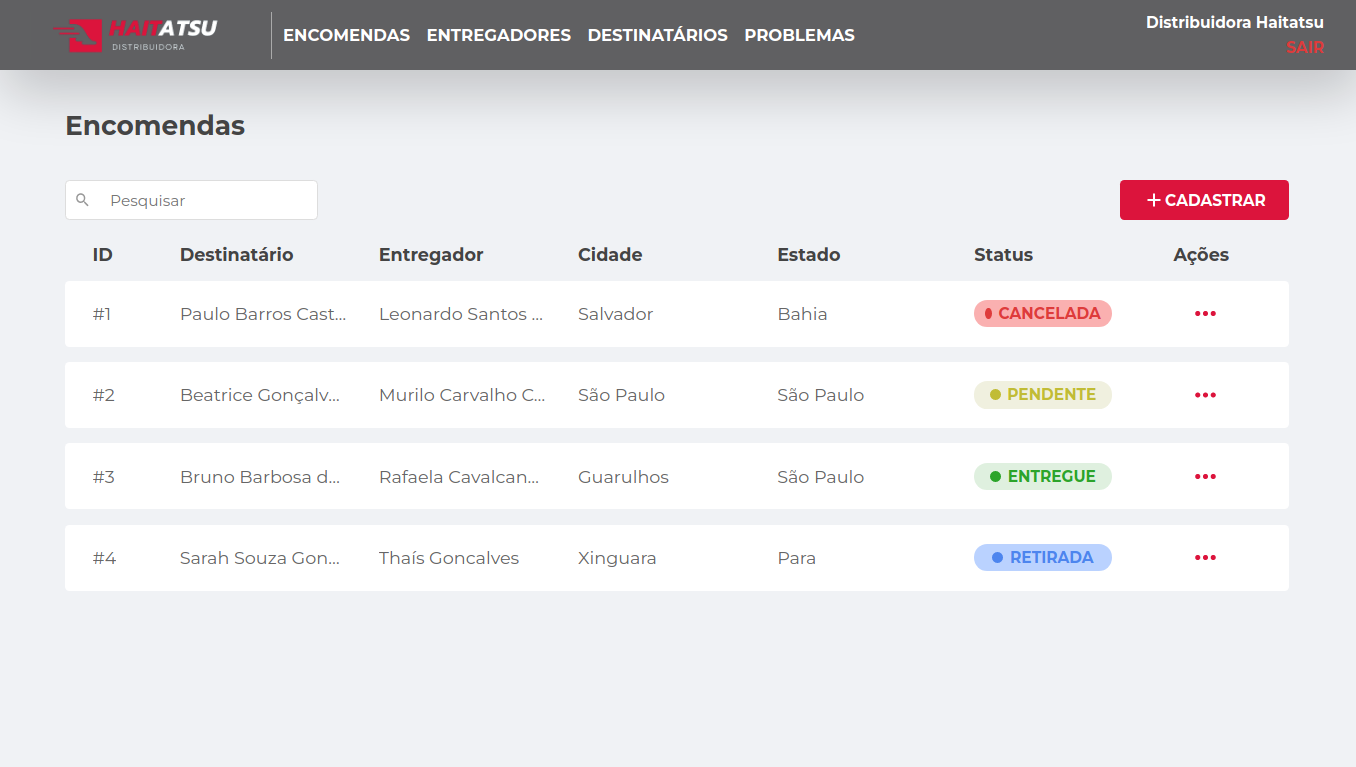 HAITATSU
DISTRIBUIDORA
ENCOMENDAS ENTREGADORES DESTINATÁRIOS PROBLEMAS
Distribuidora Haitatsu
SAIR
Encomendas
Pesquisar
CADASTRAR
ID Destinatário Entregador Cidade Estado Status Ações
#1 Paulo Barros Cast... Leonardo Santos ... Salvador Bahia CANCELADA
#2 Beatrice Gonçalv... Murilo Carvalho C... São Paulo São Paulo PENDENTE
#3 Bruno Barbosa d... Rafaela Cavalcan... Guarulhos São Paulo ENTREGUE
#4 Sarah Souza Gon... Thaís Goncalves Xinguara Para RETIRADA